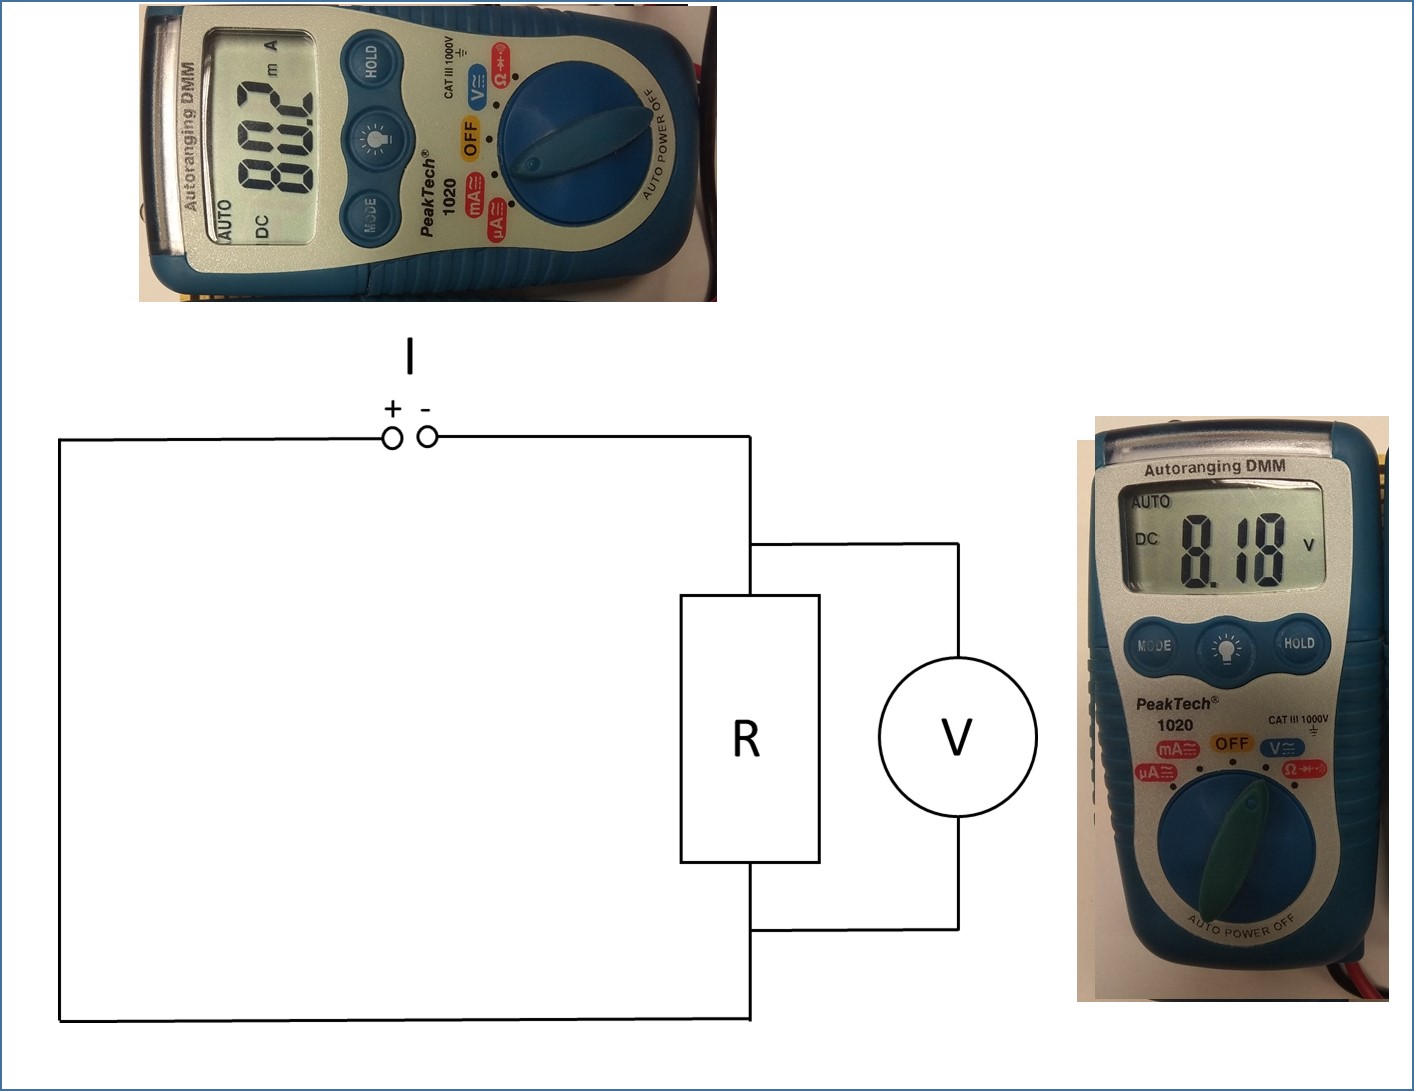 Autoranging DMM
AUTO
DC
80.2 m A
MODE
HOLD
PeakTech®
1020
CAT III 1000V
µA
mA
OFF
V
Ω
AUTO POWER OFF
I
+ -
R
V
Autoranging DMM
AUTO
DC 8.18 V
MODE HOLD
PeakTech®
1020 CAT III 1000V
mA OFF V
µA Ω
AUTO POWER OFF